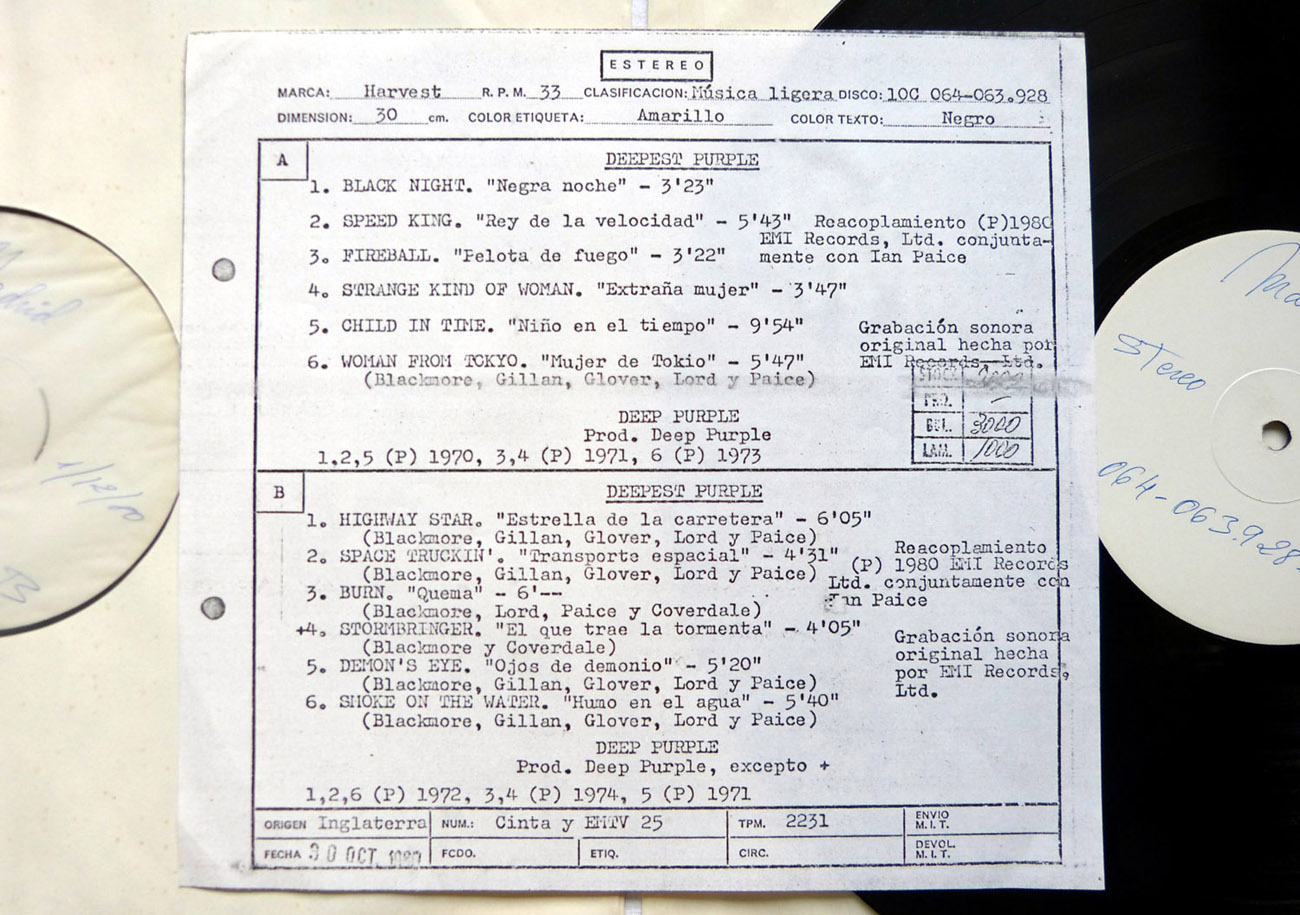 ESTEREO
MARCA: Harvest R.P.M. 33 CLASIFICACION: Música ligera DISCO: 10C 064-063.928
DIMENSION: 30 cm. COLOR ETIQUETA: Amarillo COLOR TEXTO: Negro
A
DEEPEST PURPLE
1. BLACK NIGHT. "Negra noche" - 3'23"
2. SPEED KING. "Rey de la velocidad" - 5'43"
3. FIREBALL. "Pelota de fuego" - 3'22"
Reacoplamiento (P)1980
EMI Records, Ltd. conjunta-
mente con Ian Paice
4. STRANGE KIND OF WOMAN. "Extraña mujer" - 3'47"
5. CHILD IN TIME. "Niño en el tiempo" - 9'54"
6. WOMAN FROM TOKYO. "Mujer de Tokio" - 5'47"
(Blackmore, Gillan, Glover, Lord y Paice)
Grabación sonora
original hecha por
EMI Records, Ltd.
DEEP PURPLE
Prod. Deep Purple
1,2,5 (P) 1970, 3,4 (P) 1971, 6 (P) 1973
BUL. 3000
LAM. 1000
B
DEEPEST PURPLE
1. HIGHWAY STAR. "Estrella de la carretera" - 6'05"
(Blackmore, Gillan, Glover, Lord y Paice)
2. SPACE TRUCKIN'. "Transporte espacial" - 4'31"
(Blackmore, Gillan, Glover, Lord y Paice)
3. BURN. "Quema" - 6'--
(Blackmore, Lord, Paice y Coverdale)
+4. STORMBRINGER. "El que trae la tormenta" - 4'05"
(Blackmore y Coverdale)
5. DEMON'S EYE. "Ojos de demonio" - 5'20"
(Blackmore, Gillan, Glover, Lord y Paice)
6. SMOKE ON THE WATER. "Humo en el agua" - 5'40"
(Blackmore, Gillan, Glover, Lord y Paice)
Reacoplamiento
(P) 1980 EMI Records
Ltd. conjuntamente con
Ian Paice
Grabación sonora
original hecha
por EMI Records,
Ltd.
DEEP PURPLE
Prod. Deep Purple, excepto +
1,2,6 (P) 1972, 3,4 (P) 1974, 5 (P) 1971
ORIGEN Inglaterra NUM.: Cinta y EMTV 25 TPM. 2231 ENVIO M.I.T.
FECHA 30 OCT. 1980 FCDO. ETIQ. CIRC. DEVOL. M.I.T.
Madrid
1/12/80
B
Ma
Stereo
064-063.928